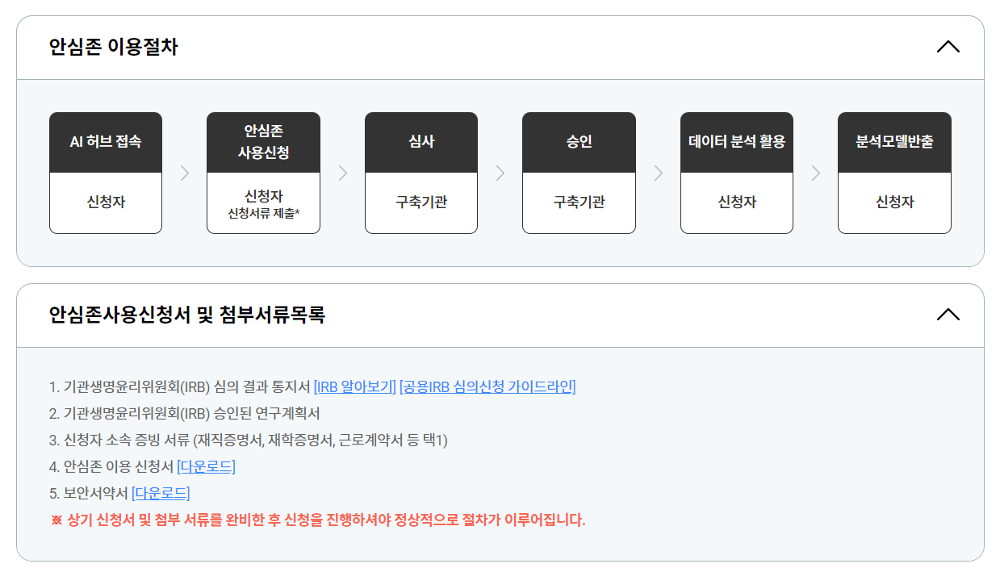 안심존 이용절차
AI 허브 접속
신청자
안심존
사용신청
신청자
신청서류 제출*
심사
구축기관
승인
구축기관
데이터 분석 활용
신청자
분석모델반출
신청자
안심존사용신청서 및 첨부서류목록
1. 기관생명윤리위원회(IRB) 심의 결과 통지서 [IRB 알아보기] [공용IRB 심의신청 가이드라인]
2. 기관생명윤리위원회(IRB) 승인된 연구계획서
3. 신청자 소속 증빙 서류 (재직증명서, 재학증명서, 근로계약서 등 택1)
4. 안심존 이용 신청서 [다운로드]
5. 보안서약서 [다운로드]
※ 상기 신청서 및 첨부 서류를 완비한 후 신청을 진행하셔야 정상적으로 절차가 이루어집니다.